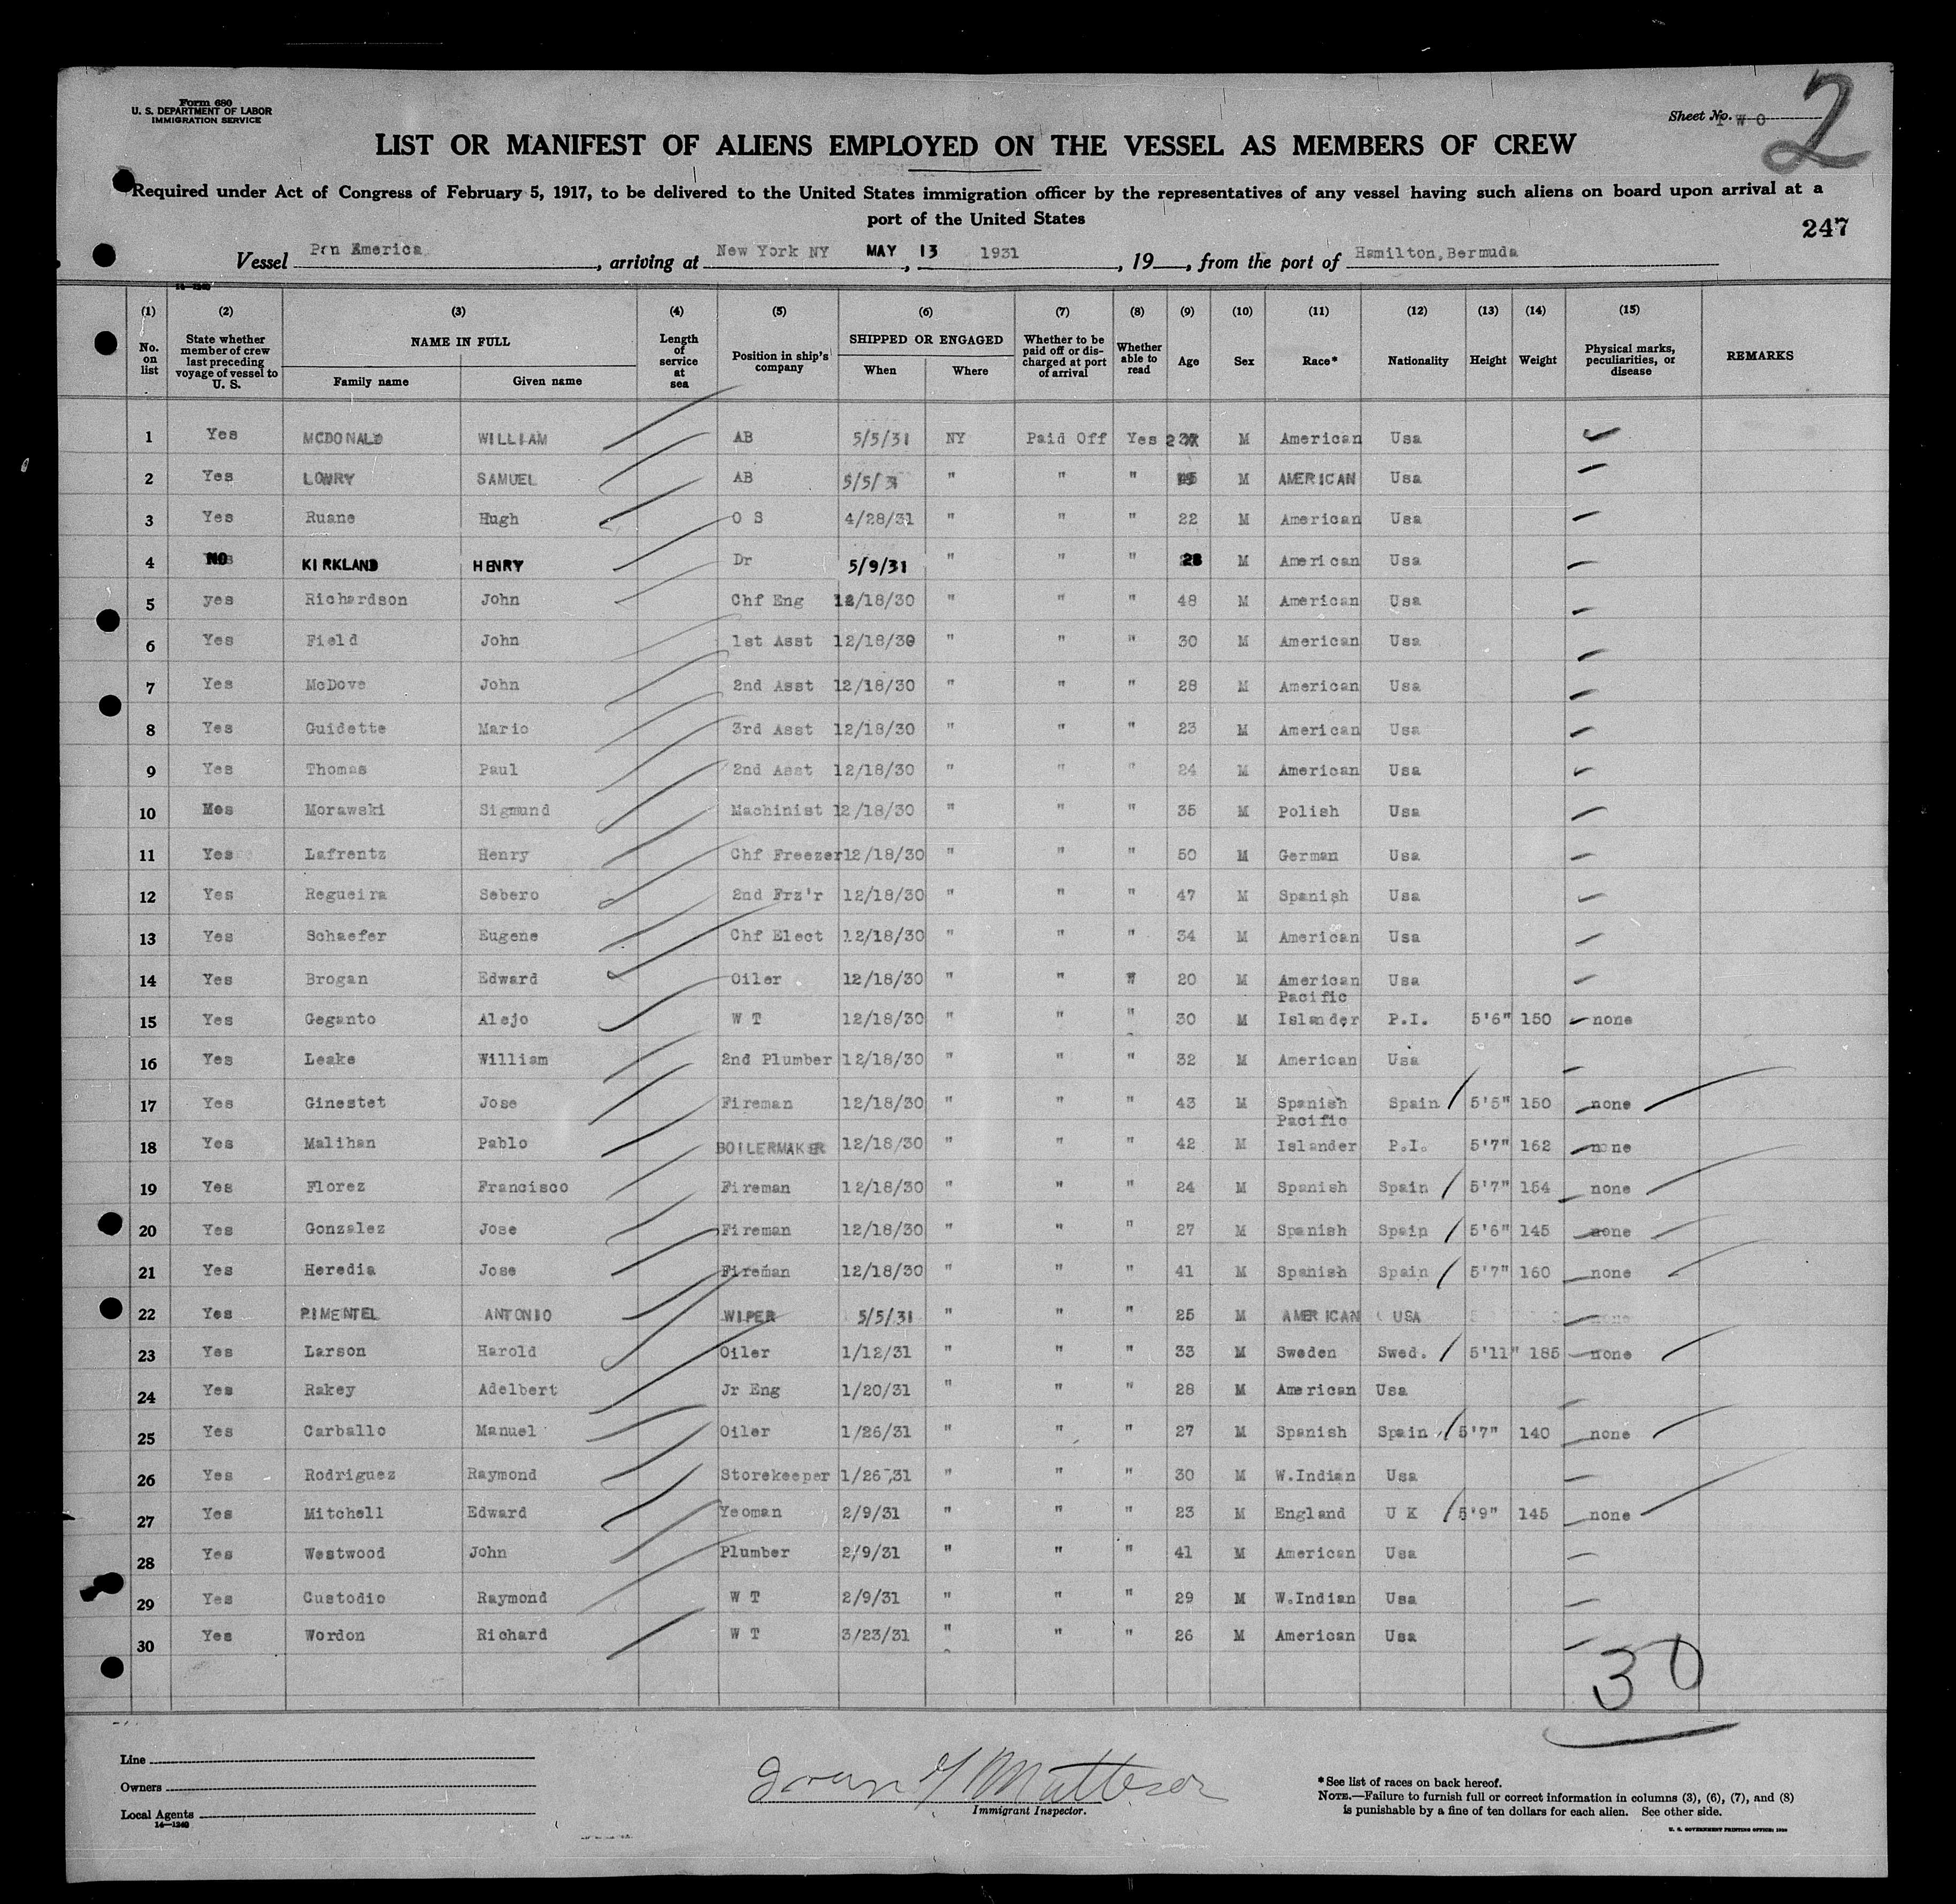 Form 680
U. S. DEPARTMENT OF LABOR
IMMIGRATION SERVICE
Sheet No. TWO
2
LIST OR MANIFEST OF ALIENS EMPLOYED ON THE VESSEL AS MEMBERS OF CREW
Required under Act of Congress of February 5, 1917, to be delivered to the United States immigration officer by the representatives of any vessel having such aliens on board upon arrival at a
port of the United States
247
Vessel Pan America, arriving at New York NY MAY 13, 1931, 19__, from the port of Hamilton, Bermuda
(1) (2) (3) (4) (5) (6) (7) (8) (9) (10) (11) (12) (13) (14) (15)
No. on list State whether member of crew last preceding voyage of vessel to U. S. NAME IN FULL Family name Given name Length of service at sea Position in ship's company SHIPPED OR ENGAGED When Where Whether to be paid off or discharged at port of arrival Whether able to read Age Sex Race* Nationality Height Weight Physical marks, peculiarities, or disease REMARKS
1 Yes MCDONALD WILLIAM AB 5/5/31 NY Paid Off Yes M American Usa
2 Yes LOWRY SAMUEL AB 5/5/31 " " " M AMERICAN Usa
3 Yes Ruane Hugh O S 4/28/31 " " " 22 M American Usa
4 NO KIRKLAND HENRY Dr 5/9/31 " " " 28 M American Usa
5 yes Richardson John Chf Eng 12/18/30 " " " 48 M American Usa
6 Yes Field John 1st Asst 12/18/30 " " " 30 M American Usa
7 Yes McDove John 2nd Asst 12/18/30 " " " 28 M American Usa
8 Yes Guidette Mario 3rd Asst 12/18/30 " " " 23 M American Usa
9 Yes Thomas Paul 2nd Asst 12/18/30 " " " 24 M American Usa
10 Morawski Sigmund Machinist 12/18/30 " " " 35 M Polish Usa
11 Yes Lafrentz Henry Chf Freezer 12/18/30 " " " 50 M German Usa
12 Yes Regueira Sebero 2nd Frz'r 12/18/30 " " " 47 M Spanish Usa
13 Yes Schaefer Eugene Chf Elect 12/18/30 " " " 34 M American Usa
14 Yes Brogan Edward Oiler 12/18/30 " " " 20 M American Usa
15 Yes Geganto Alejo W T 12/18/30 " " " 30 M Pacific Islander P.I. 5'6" 150 none
16 Yes Leake William 2nd Plumber 12/18/30 " " " 32 M American Usa
17 Yes Ginestet Jose Fireman 12/18/30 " " " 43 M Spanish Spain 5'5" 150 none
18 Yes Malihan Pablo BOILERMAKER 12/18/30 " " " 42 M Pacific Islander P.I. 5'7" 162 none
19 Yes Florez Francisco Fireman 12/18/30 " " " 24 M Spanish Spain 5'7" 154 none
20 Yes Gonzalez Jose Fireman 12/18/30 " " " 27 M Spanish Spain 5'6" 145 none
21 Yes Heredia Jose Fireman 12/18/30 " " " 41 M Spanish Spain 5'7" 160 none
22 Yes PIMENTEL ANTONIO WIPER 5/5/31 " " " 25 M AMERICAN USA
23 Yes Larson Harold Oiler 1/12/31 " " " 33 M Sweden Swed. 5'11" 185 none
24 Yes Rakey Adelbert Jr Eng 1/20/31 " " " 28 M American Usa
25 Yes Carballo Manuel Oiler 1/26/31 " " " 27 M Spanish Spain 5'7" 140 none
26 Yes Rodriguez Raymond Storekeeper 1/26/31 " " " 30 M W.Indian Usa
27 Yes Mitchell Edward Yeoman 2/9/31 " " " 23 M England U K 5'9" 145 none
28 Yes Westwood John Plumber 2/9/31 " " " 41 M American Usa
29 Yes Custodio Raymond W T 2/9/31 " " " 29 M W.Indian Usa
30 Yes Wordon Richard W T 3/23/31 " " " 26 M American Usa
30
Line
Owners
Local Agents
14—1240
Immigrant Inspector.
*See list of races on back hereof.
NOTE.—Failure to furnish full or correct information in columns (3), (6), (7), and (8)
is punishable by a fine of ten dollars for each alien. See other side.
U. S. GOVERNMENT PRINTING OFFICE: 1930